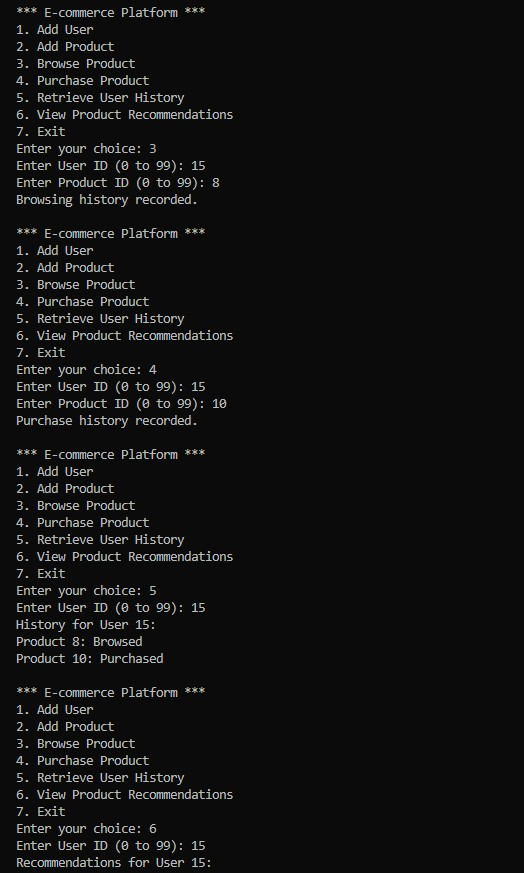 *** E-commerce Platform ***
1. Add User
2. Add Product
3. Browse Product
4. Purchase Product
5. Retrieve User History
6. View Product Recommendations
7. Exit
Enter your choice: 3
Enter User ID (0 to 99): 15
Enter Product ID (0 to 99): 8
Browsing history recorded.

*** E-commerce Platform ***
1. Add User
2. Add Product
3. Browse Product
4. Purchase Product
5. Retrieve User History
6. View Product Recommendations
7. Exit
Enter your choice: 4
Enter User ID (0 to 99): 15
Enter Product ID (0 to 99): 10
Purchase history recorded.

*** E-commerce Platform ***
1. Add User
2. Add Product
3. Browse Product
4. Purchase Product
5. Retrieve User History
6. View Product Recommendations
7. Exit
Enter your choice: 5
Enter User ID (0 to 99): 15
History for User 15:
Product 8: Browsed
Product 10: Purchased

*** E-commerce Platform ***
1. Add User
2. Add Product
3. Browse Product
4. Purchase Product
5. Retrieve User History
6. View Product Recommendations
7. Exit
Enter your choice: 6
Enter User ID (0 to 99): 15
Recommendations for User 15: